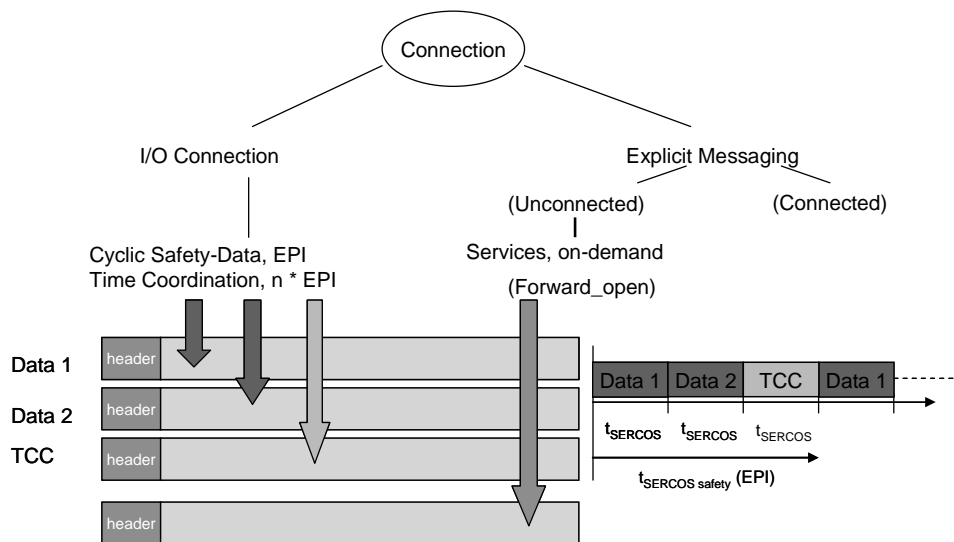 Connection
I/O Connection
Explicit Messaging
(Unconnected)
(Connected)
Cyclic Safety-Data, EPI
Time Coordination, n * EPI
Services, on-demand
(Forward_open)
Data 1
header
Data 2
header
TCC
header
header
Data 1
Data 2
TCC
Data 1
tSERCOS
tSERCOS
tSERCOS
tSERCOS safety (EPI)